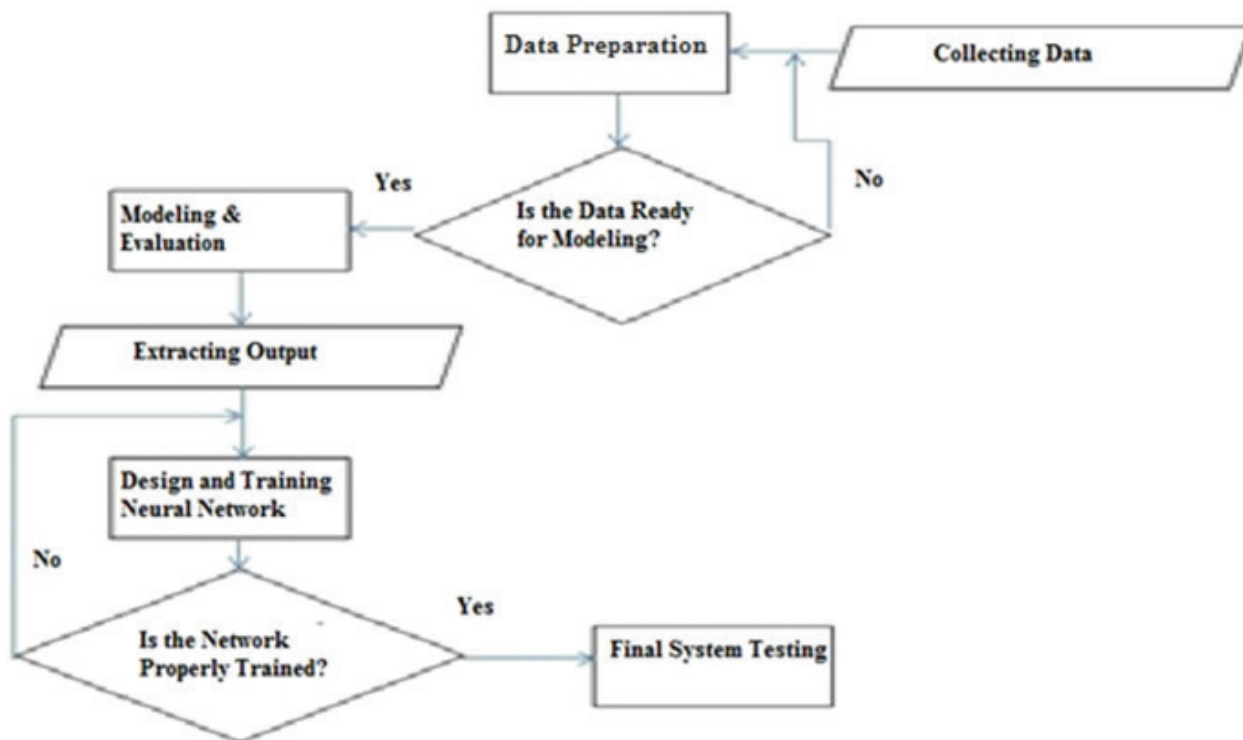 Data Preparation
Collecting Data
No
Is the Data Ready
for Modeling?
Yes
Modeling &
Evaluation
Extracting Output
Design and Training
Neural Network
No
Is the Network
Properly Trained?
Yes
Final System Testing